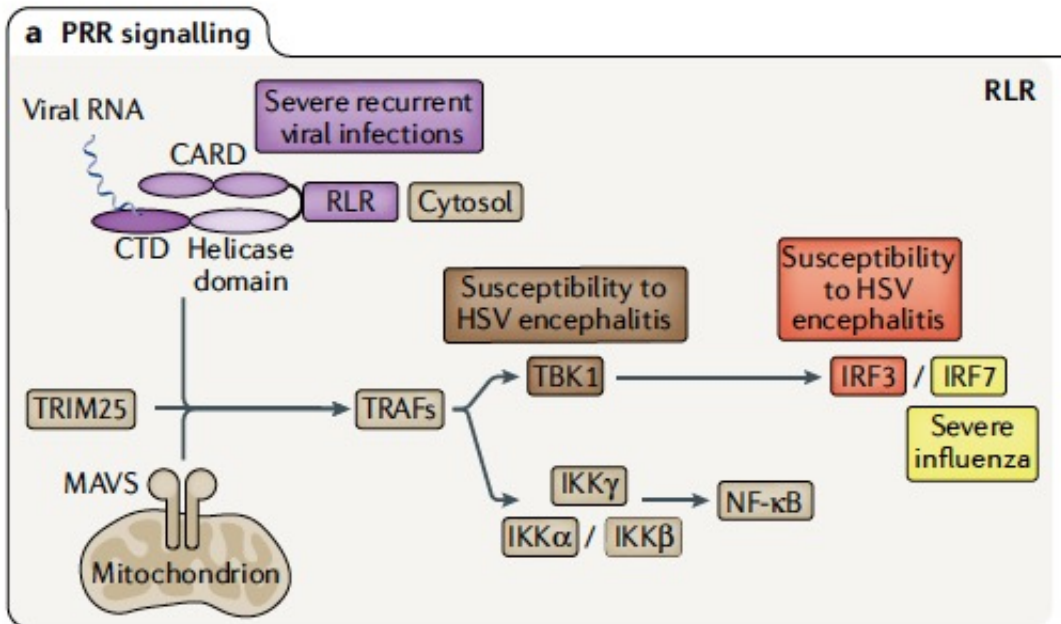 a PRR signalling
RLR
Viral RNA
Severe recurrent
viral infections
CARD
RLR
Cytosol
CTD
Helicase
domain
Susceptibility to
HSV encephalitis
Susceptibility
to HSV
encephalitis
TBK1
IRF3 / IRF7
TRIM25
TRAFs
Severe
influenza
MAVS
IKKγ
NF-κB
IKKα / IKKβ
Mitochondrion